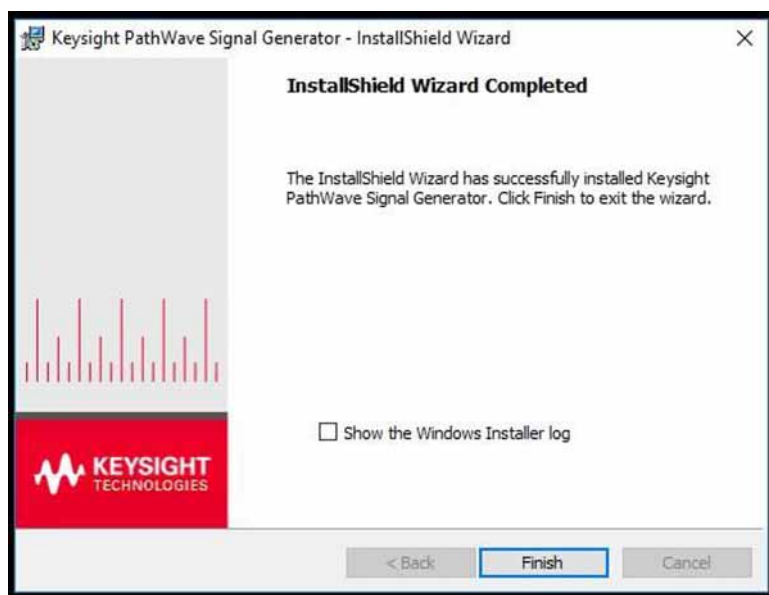 Keysight PathWave Signal Generator - InstallShield Wizard
InstallShield Wizard Completed
The InstallShield Wizard has successfully installed Keysight
PathWave Signal Generator. Click Finish to exit the wizard.
Show the Windows Installer log
KEYSIGHT
TECHNOLOGIES
< Back
Finish
Cancel